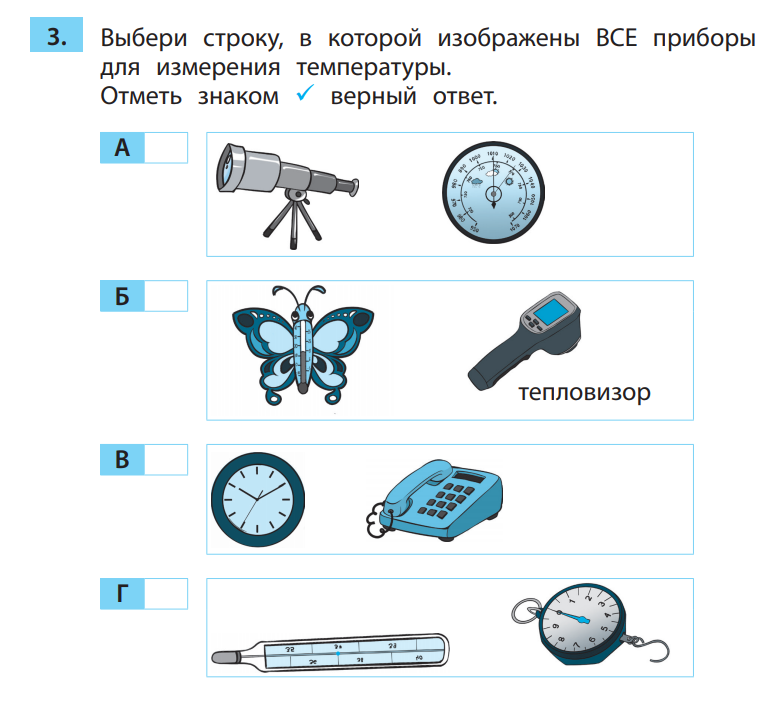 3. Выбери строку, в которой изображены ВСЕ приборы
для измерения температуры.
Отметь знаком ✓ верный ответ.
А
Б
тепловизор
В
Г